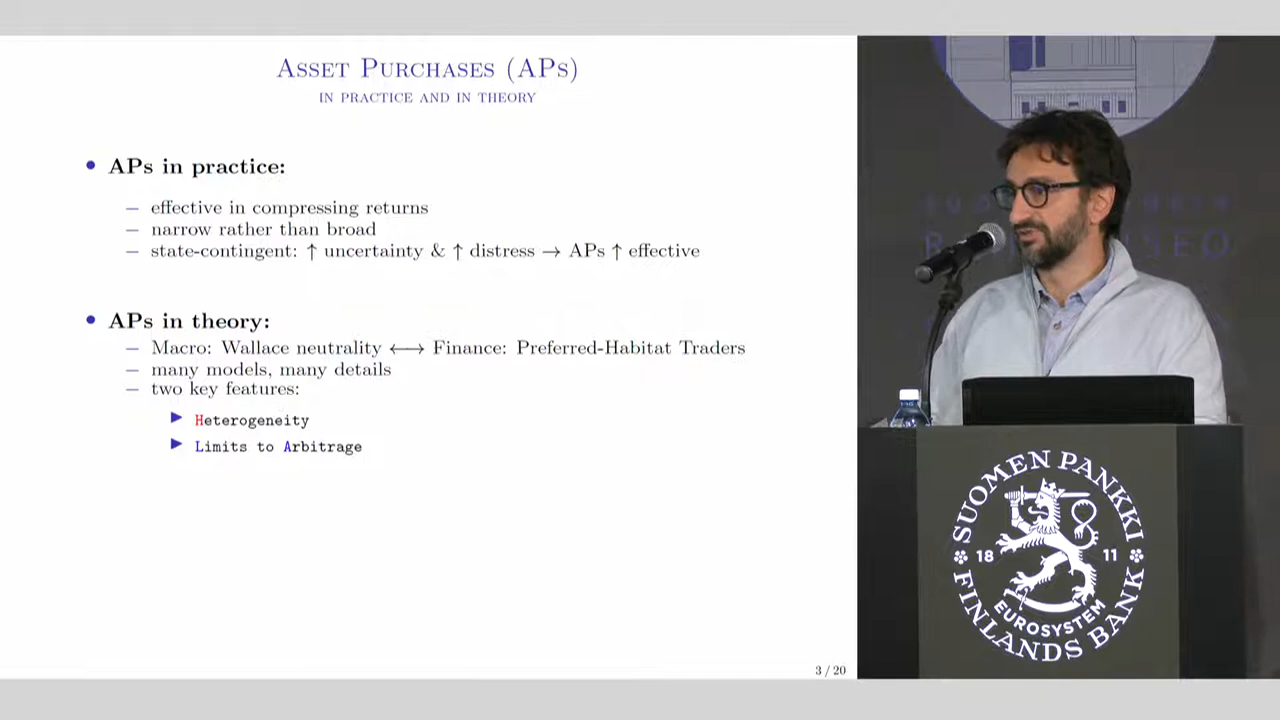 ASSET PURCHASES (APS)
IN PRACTICE AND IN THEORY
• APs in practice:
– effective in compressing returns
– narrow rather than broad
– state-contingent: ↑ uncertainty & ↑ distress → APs ↑ effective
• APs in theory:
– Macro: Wallace neutrality ⟷ Finance: Preferred-Habitat Traders
– many models, many details
– two key features:
▶ Heterogeneity
▶ Limits to Arbitrage
3 / 20
SUOMEN PANKKI
18 11
EUROSYSTEM
FINLANDS BANK